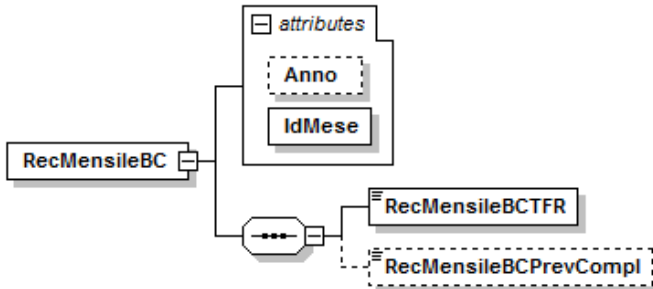 attributes
Anno
IdMese
RecMensileBC
RecMensileBCTFR
RecMensileBCPrevCompl